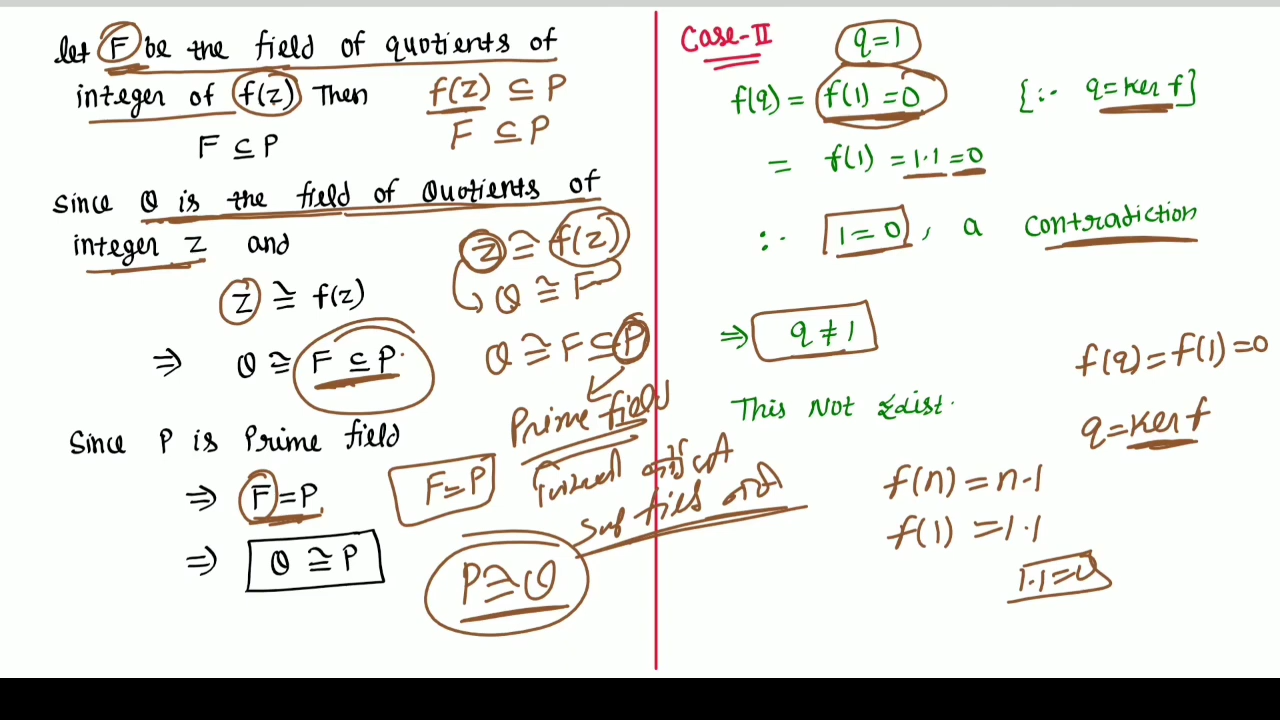 let F be the field of quotients of
integer of f(z) Then f(z) ⊆ P
F ⊆ P F ⊆ P
Since Q is the field of Quotients of
integer Z and z ≅ f(z)
Z ≅ f(z) Q ≅ F
⇒ Q ≅ F ⊆ P. Q ≅ F ⊆ P
Prime field
Since P is Prime field
⇒ F = P F = P
⇒ Q ≅ P
P ≅ Q
Case-II q=1
f(q) = f(1) = 0 {∵ q = ker f}
= f(1) = 1·1 = 0
∴ 1 = 0, a contradiction
⇒ q ≠ 1
f(q) = f(1) = 0
This Not Exist.
q = ker f
f(n) = n·1
f(1) = 1·1
1·1 = 0